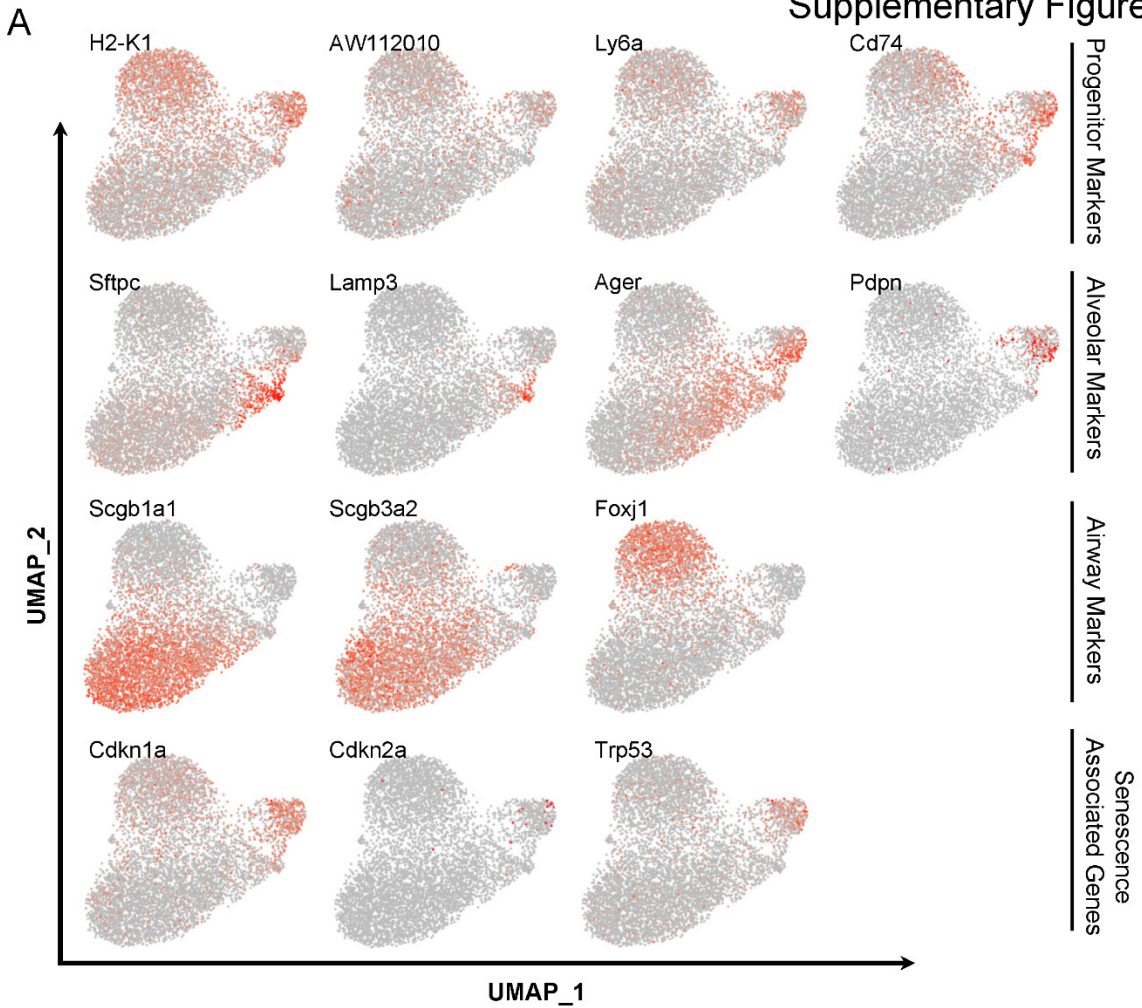 Supplementary Figure
A
H2-K1
AW112010
Ly6a
Cd74
Progenitor Markers
Sftpc
Lamp3
Ager
Pdpn
Alveolar Markers
Scgb1a1
Scgb3a2
Foxj1
Airway Markers
Cdkn1a
Cdkn2a
Trp53
Senescence
Associated Genes
UMAP_2
UMAP_1